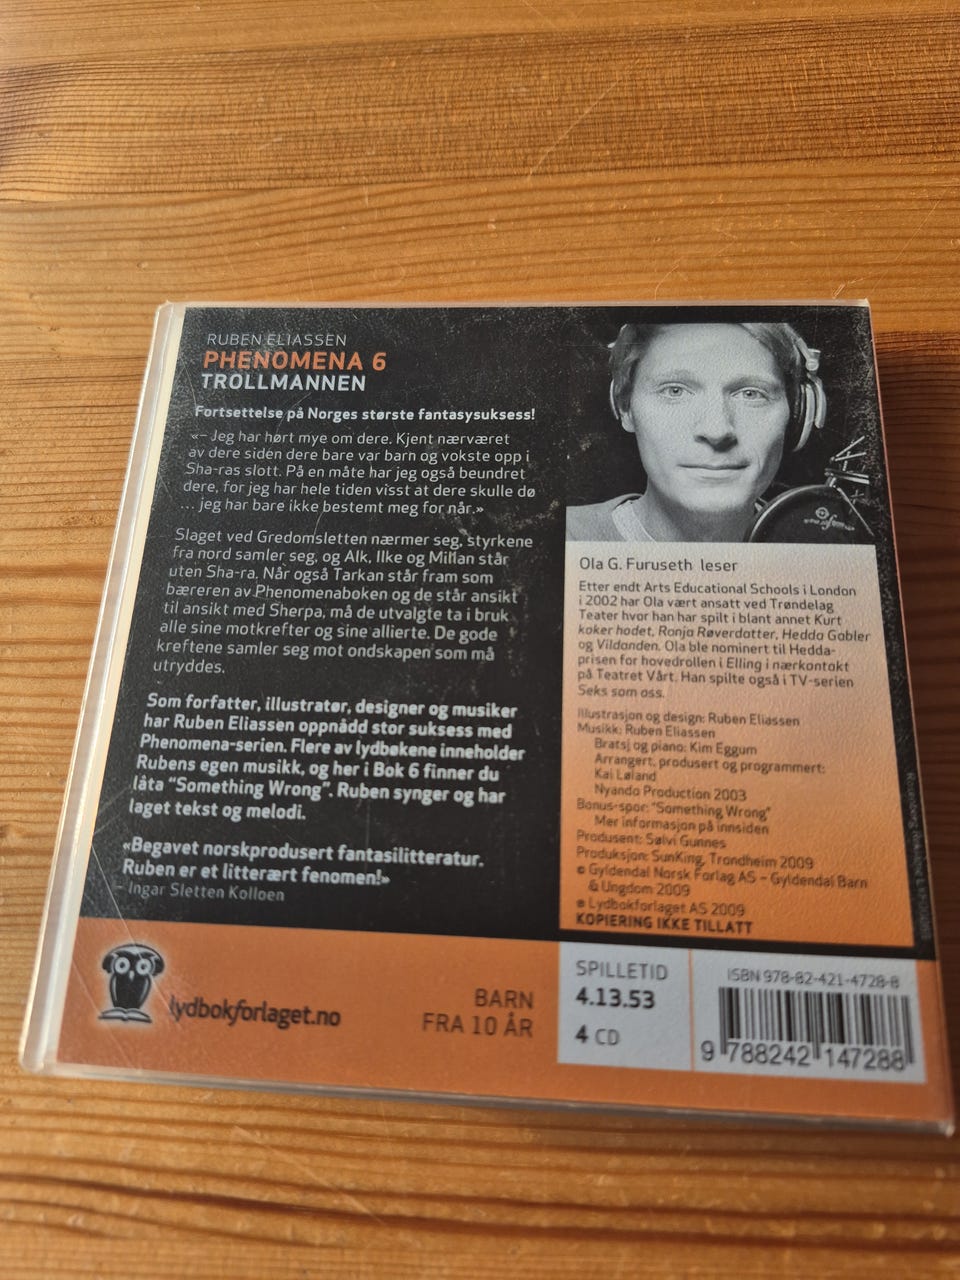 RUBEN ELIASSEN
PHENOMENA 6
TROLLMANNEN
Fortsettelse på Norges største fantasysuksess!
«– Jeg har hørt mye om dere. Kjent nærværet
av dere siden dere bare var barn og vokste opp i
Sha-ras slott. På en måte har jeg også beundret
dere, for jeg har hele tiden visst at dere skulle dø
... jeg har bare ikke bestemt meg for når.»
Slaget ved Gredomsletten nærmer seg, styrkene
fra nord samler seg, og Alk, Ilke og Millan står
uten Sha-ra. Når også Tarkan står fram som
bæreren av Phenomenaboken og de står ansikt
til ansikt med Sherpa, må de utvalgte ta i bruk
alle sine motkrefter og sine allierte. De gode
kreftene samler seg mot ondskapen som må
utryddes.
Som forfatter, illustratør, designer og musiker
har Ruben Eliassen oppnådd stor suksess med
Phenomena-serien. Flere av lydbøkene inneholder
Rubens egen musikk, og her i Bok 6 finner du
låta "Something Wrong". Ruben synger og har
laget tekst og melodi.
«Begavet norskprodusert fantasilitteratur.
Ruben er et litterært fenomen!»
– Ingar Sletten Kolloen
Ola G. Furuseth leser
Etter endt Arts Educational Schools i London
i 2002 har Ola vært ansatt ved Trøndelag
Teater hvor han har spilt i blant annet Kurt
koker hodet, Ronja Røverdatter, Hedda Gabler
og Vildanden. Ola ble nominert til Hedda-
prisen for hovedrollen i Elling i nærkontakt
på Teatret Vårt. Han spilte også i TV-serien
Seks som oss.
Illustrasjon og design: Ruben Eliassen
Musikk: Ruben Eliassen
Bratsj og piano: Kim Eggum
Arrangert, produsert og programmert:
Kai Løland
Nyando Production 2003
Bonus-spor: "Something Wrong"
Mer informasjon på innsiden
Produsent: Sølvi Gunnes
Produksjon: SunKing, Trondheim 2009
© Gyldendal Norsk Forlag AS – Gyldendal Barn
& Ungdom 2009
℗ Lydbokforlaget AS 2009
KOPIERING IKKE TILLATT
lydbokforlaget.no
BARN
FRA 10 ÅR
SPILLETID
4.13.53
4 CD
ISBN 978-82-421-4728-8
9 788242 147288